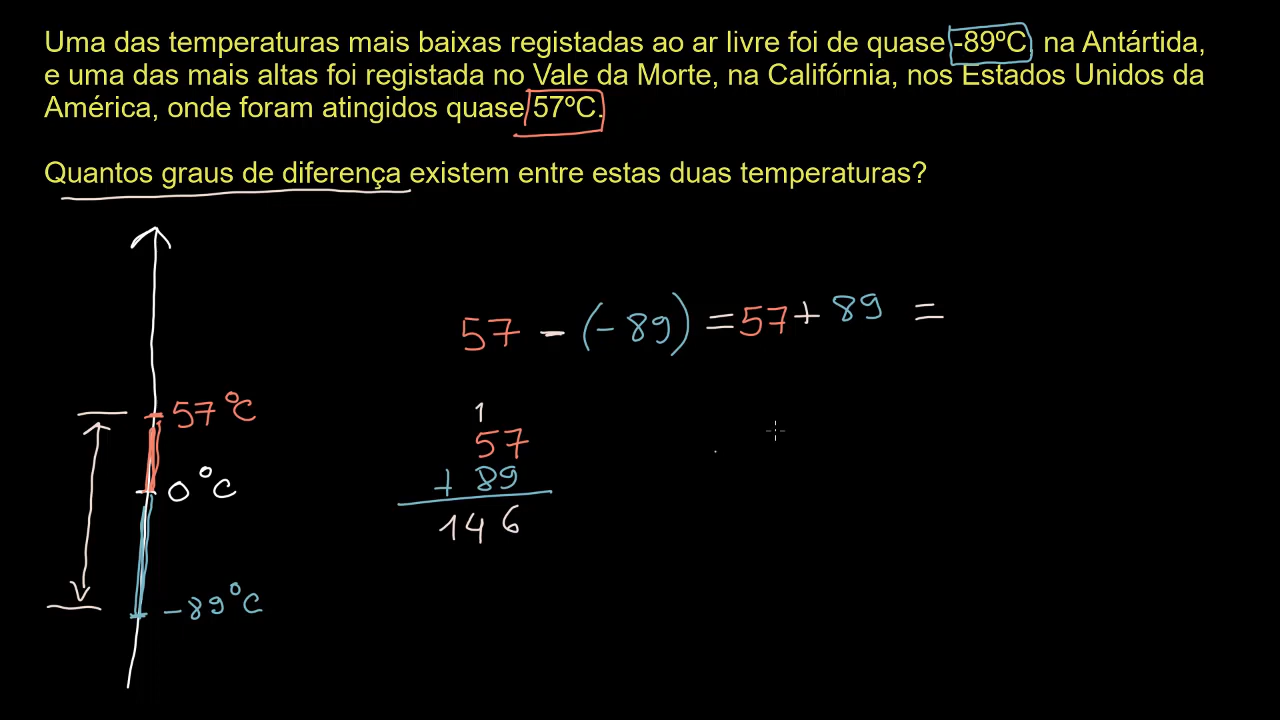 Uma das temperaturas mais baixas registadas ao ar livre foi de quase -89ºC na Antártida,
e uma das mais altas foi registada no Vale da Morte, na Califórnia, nos Estados Unidos da
América, onde foram atingidos quase 57ºC.
Quantos graus de diferença existem entre estas duas temperaturas?
57 - (-89) = 57 + 89 =
57°C
0°C
-89°C
1
57
+ 89
146